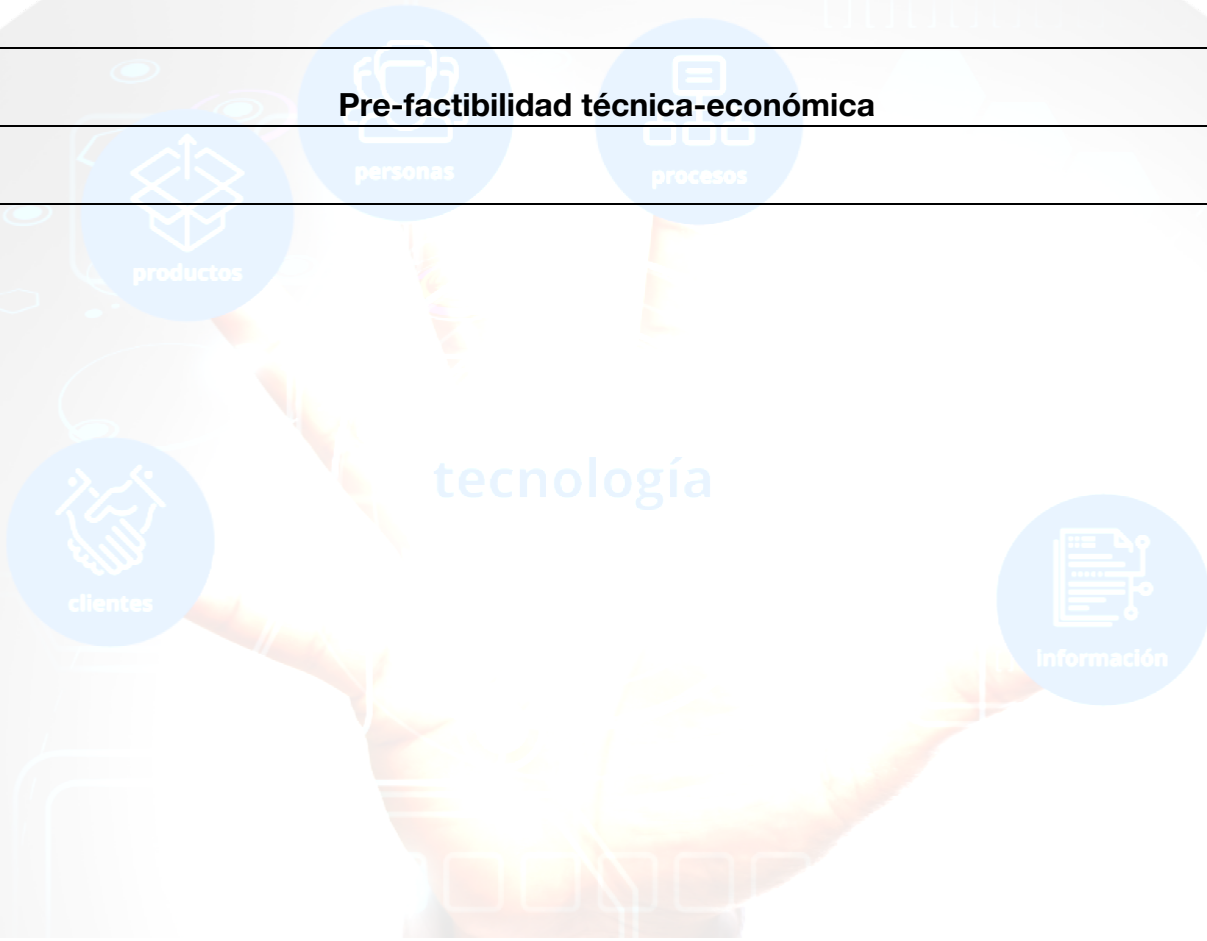 Pre-factibilidad técnica-económica
personas
procesos
productos
tecnología
clientes
información